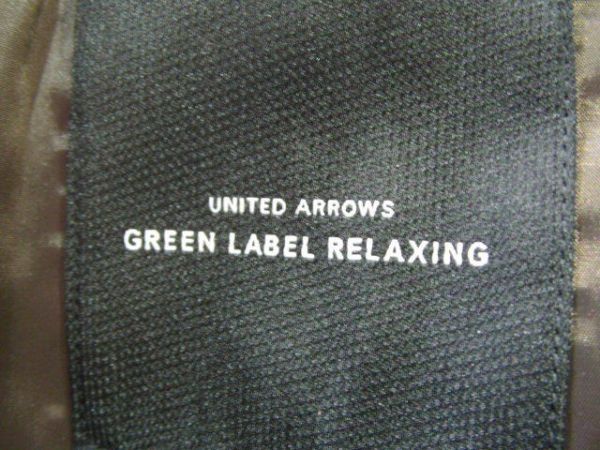 UNITED ARROWS
GREEN LABEL RELAXING